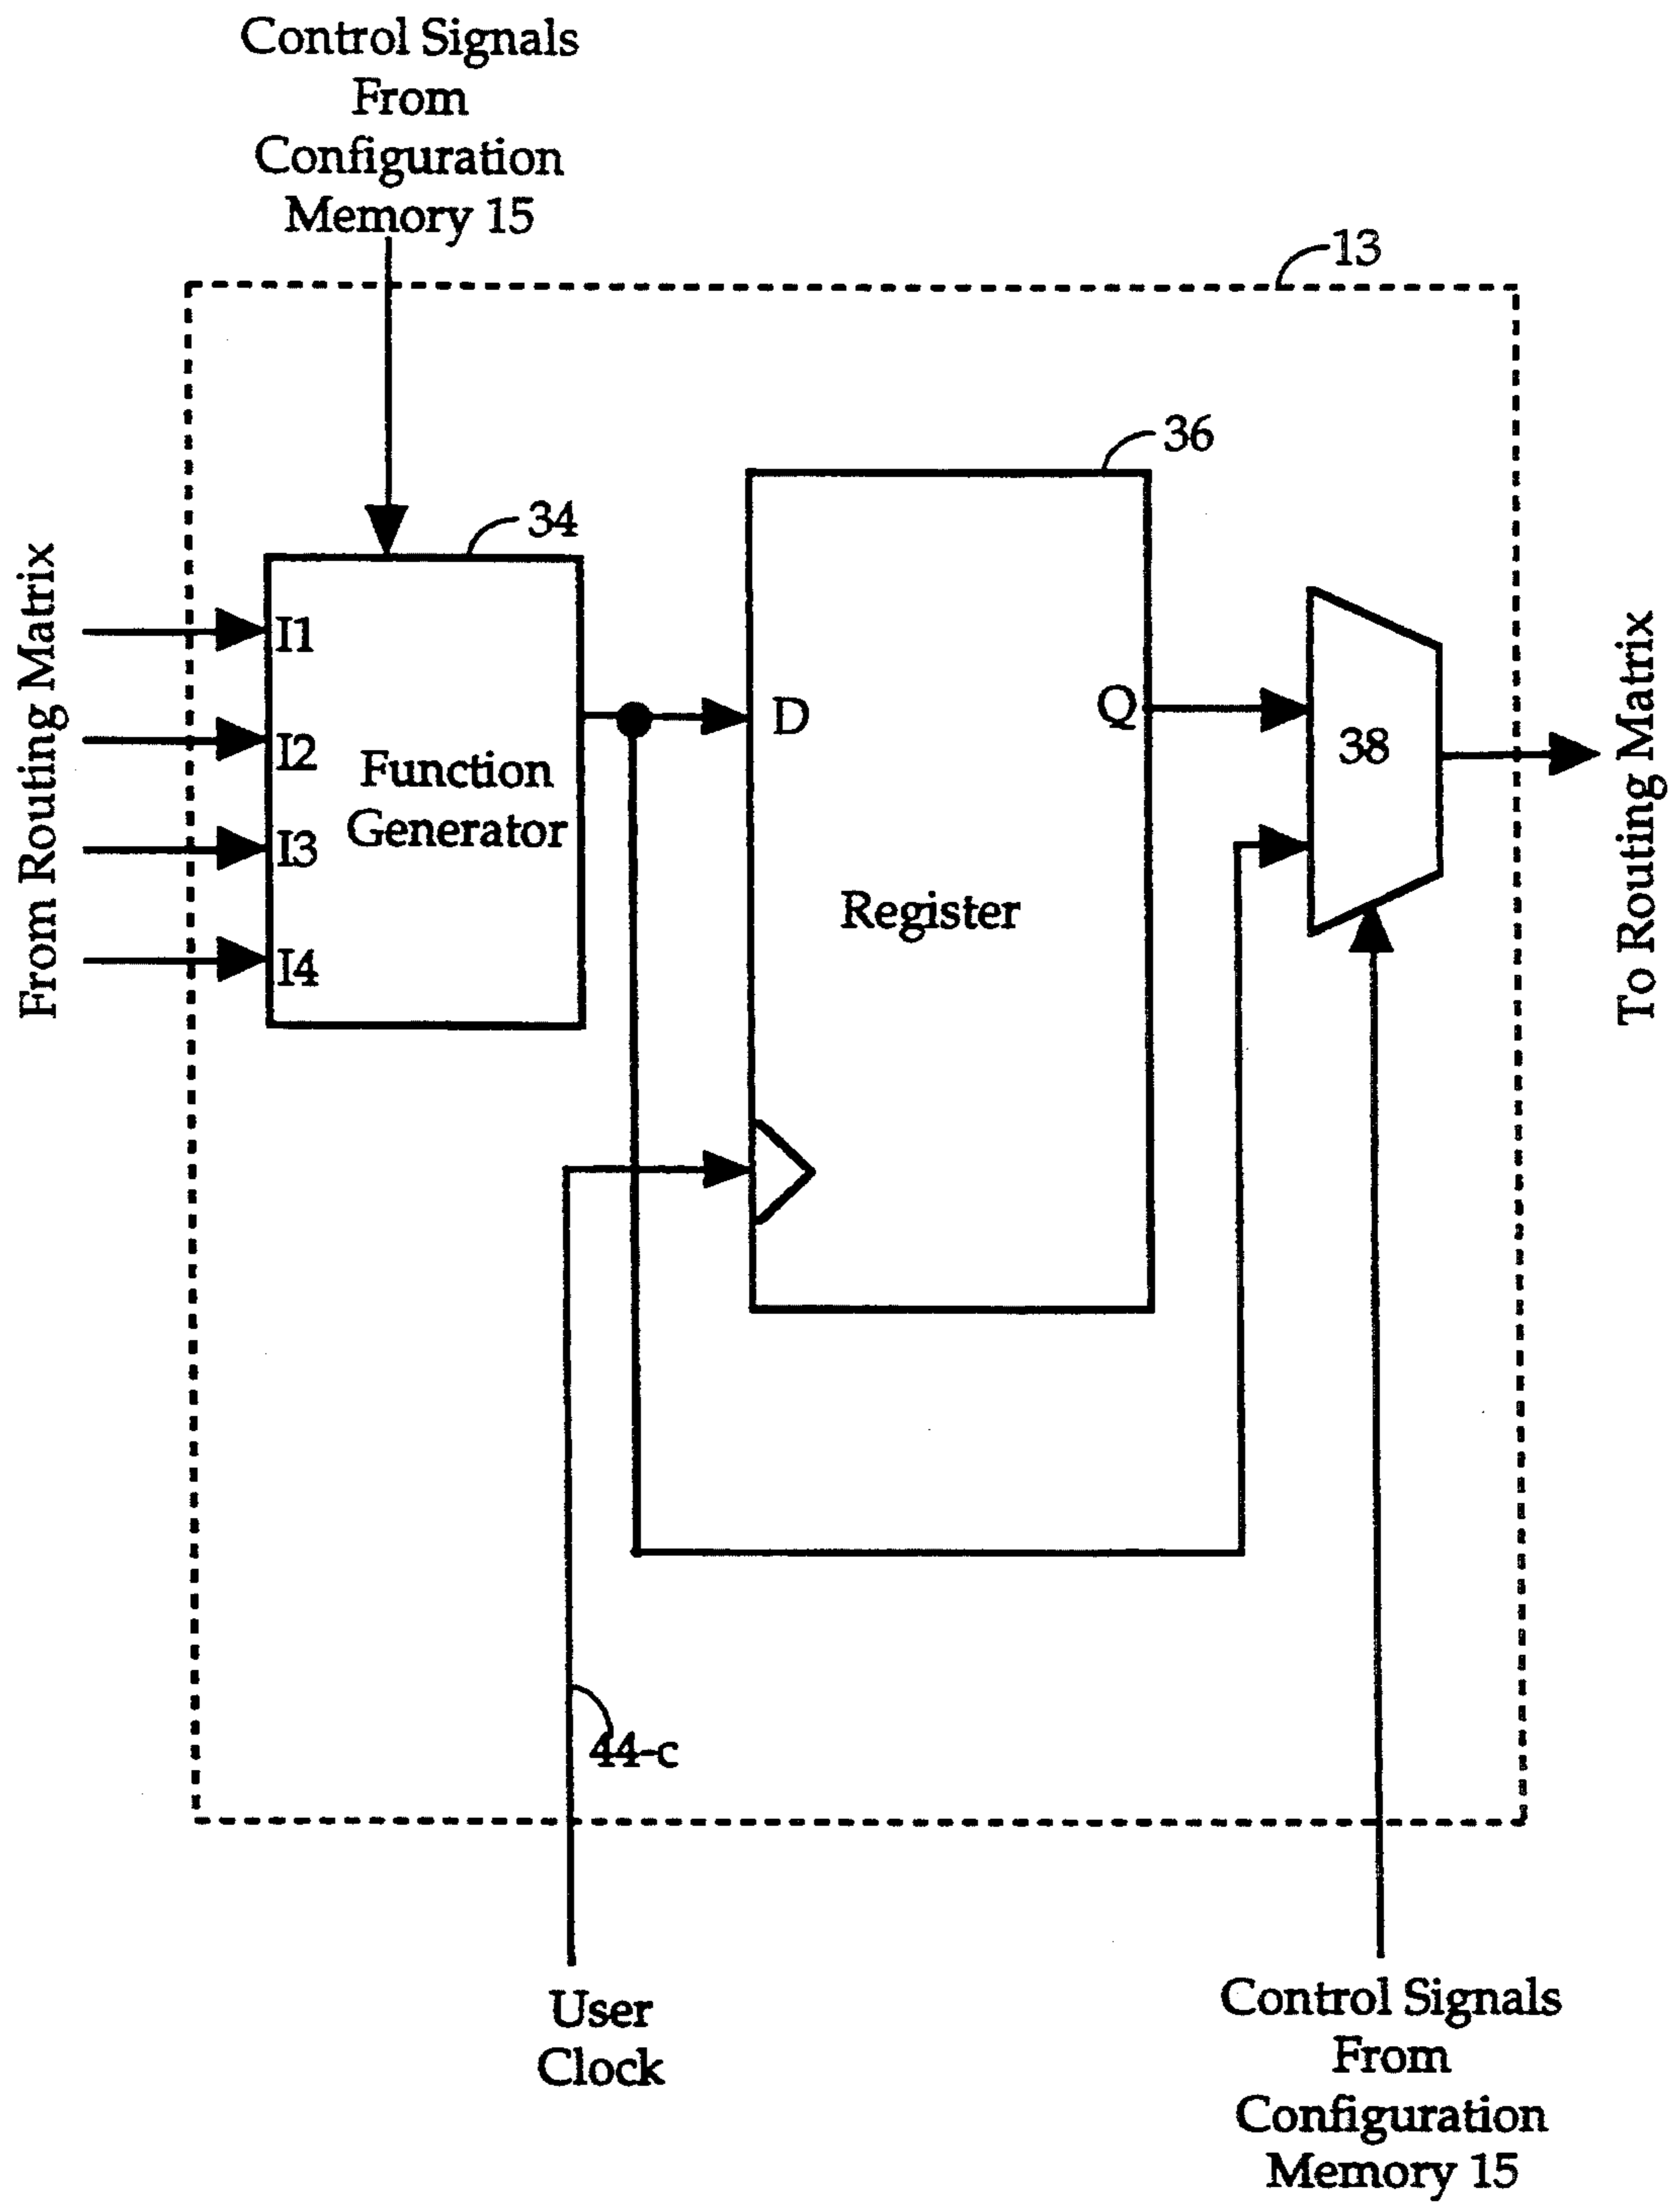 Control Signals
From
Configuration
Memory 15
13
36
34
From Routing Matrix
I1
I2
I3
I4
Function
Generator
D
Q
Register
38
To Routing Matrix
44-c
User
Clock
Control Signals
From
Configuration
Memory 15